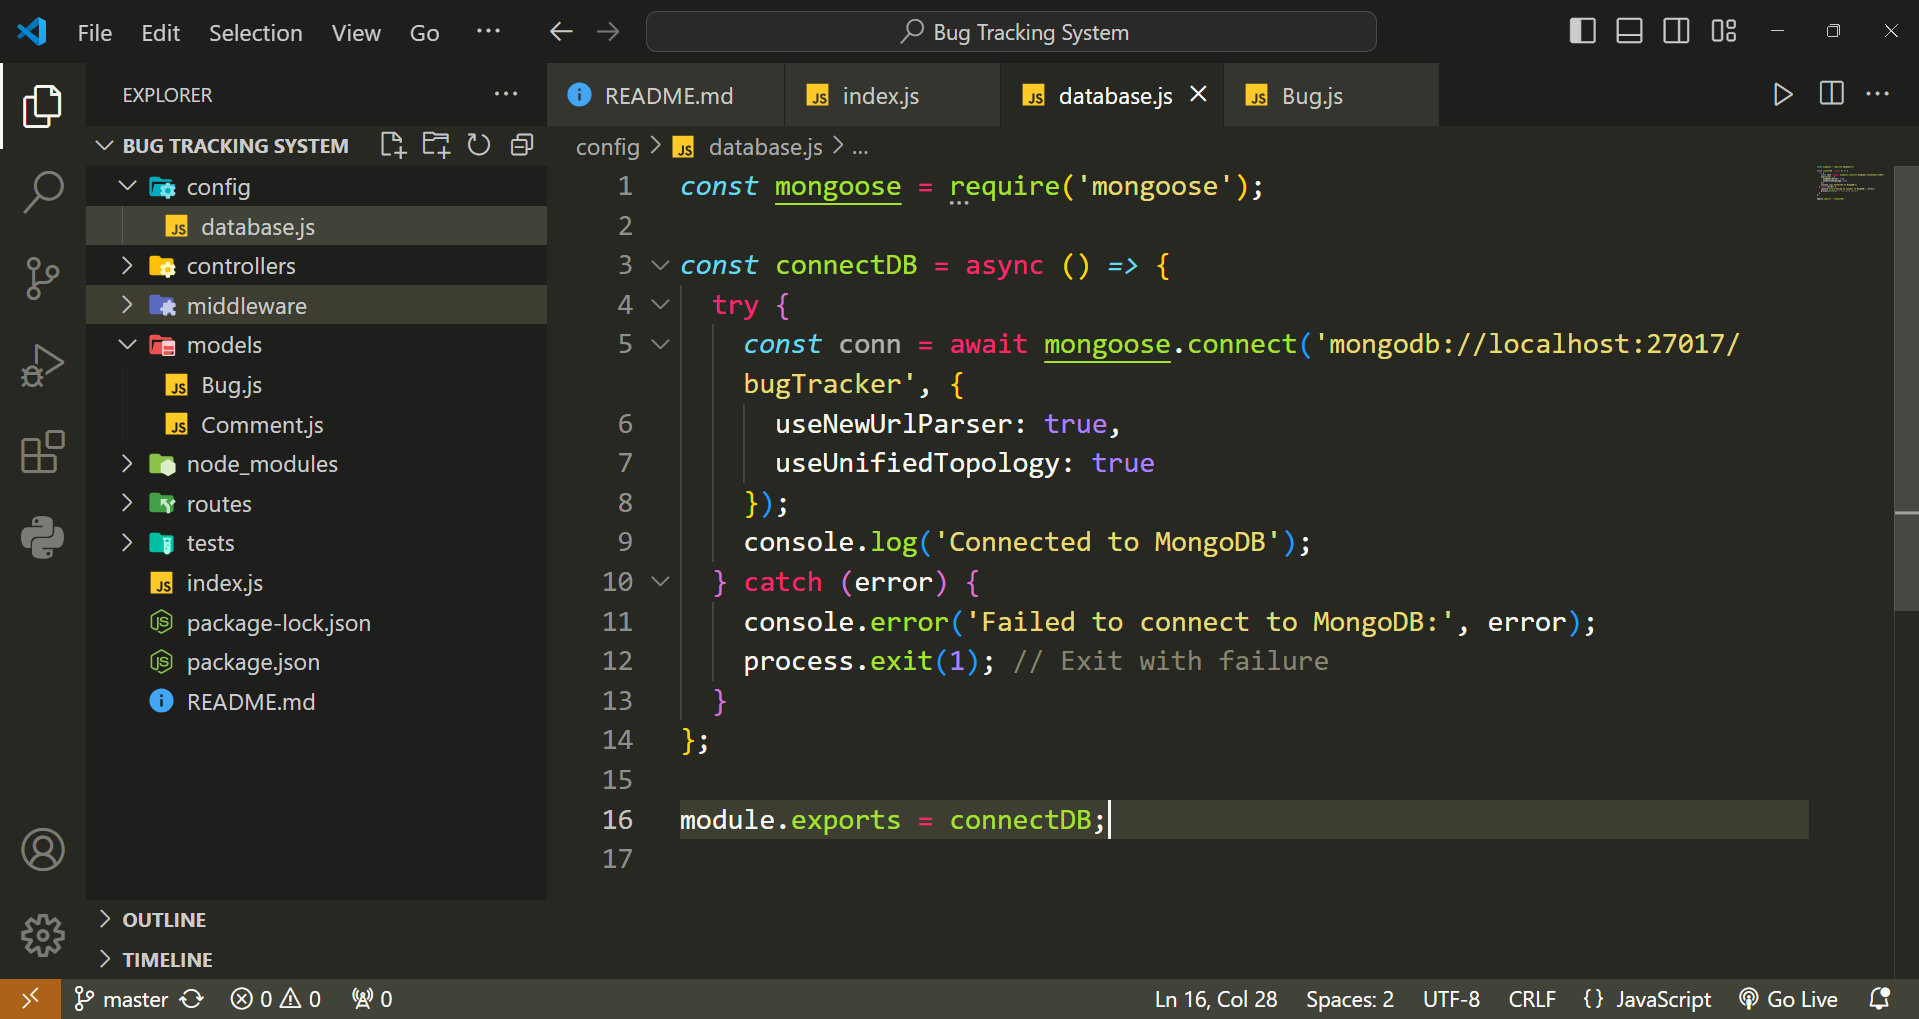 File Edit Selection View Go ··· Bug Tracking System
EXPLORER ···
BUG TRACKING SYSTEM
config
database.js
controllers
middleware
models
Bug.js
Comment.js
node_modules
routes
tests
index.js
package-lock.json
package.json
README.md
OUTLINE
TIMELINE
README.md index.js database.js Bug.js
config > database.js > ...
1 const mongoose = require('mongoose');
2
3 const connectDB = async () => {
4 try {
5 const conn = await mongoose.connect('mongodb://localhost:27017/
bugTracker', {
6 useNewUrlParser: true,
7 useUnifiedTopology: true
8 });
9 console.log('Connected to MongoDB');
10 } catch (error) {
11 console.error('Failed to connect to MongoDB:', error);
12 process.exit(1); // Exit with failure
13 }
14 };
15
16 module.exports = connectDB;
17
master 0 0 0 Ln 16, Col 28 Spaces: 2 UTF-8 CRLF {} JavaScript Go Live